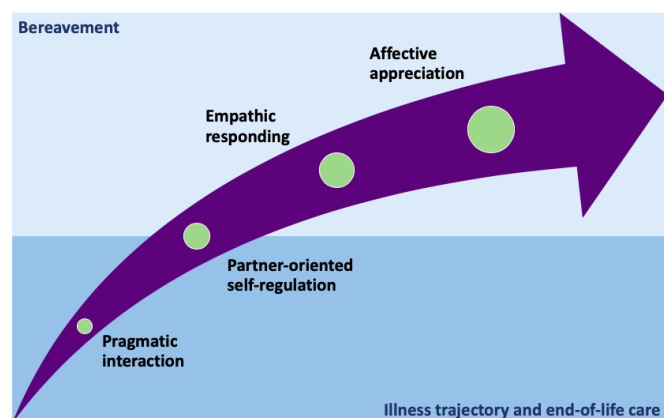 Bereavement
Affective
appreciation
Empathic
responding
Partner-oriented
self-regulation
Pragmatic
interaction
Illness trajectory and end-of-life care